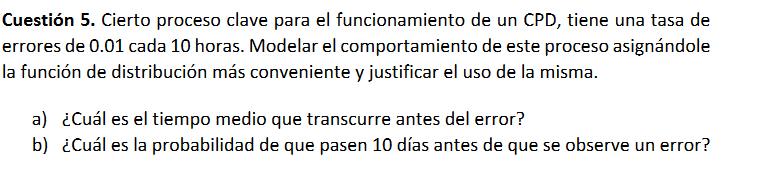 Cuestión 5. Cierto proceso clave para el funcionamiento de un CPD, tiene una tasa de
errores de 0.01 cada 10 horas. Modelar el comportamiento de este proceso asignándole
la función de distribución más conveniente y justificar el uso de la misma.
a) ¿Cuál es el tiempo medio que transcurre antes del error?
b) ¿Cuál es la probabilidad de que pasen 10 días antes de que se observe un error?